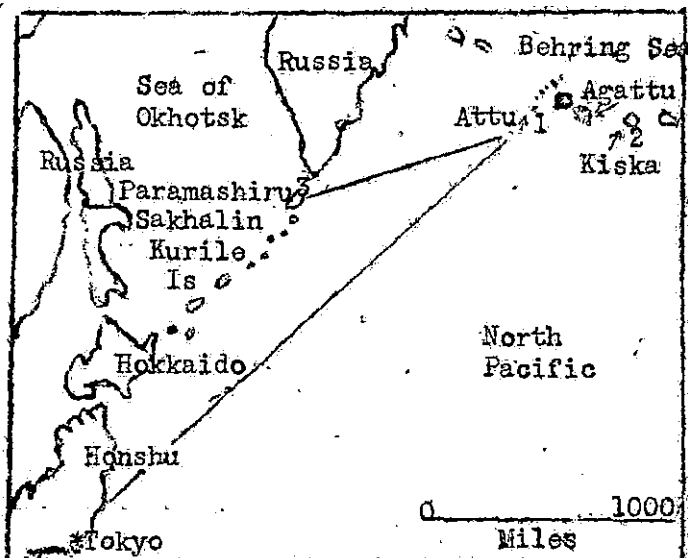 Russia
Behring Sea
Sea of
Okhotsk
Agattu
Attu
1
2
Kiska
Russia
Paramashiru
3
Sakhalin
Kurile
Is
North
Pacific
Hokkaido
Honshu
0 1000
Miles
*Tokyo